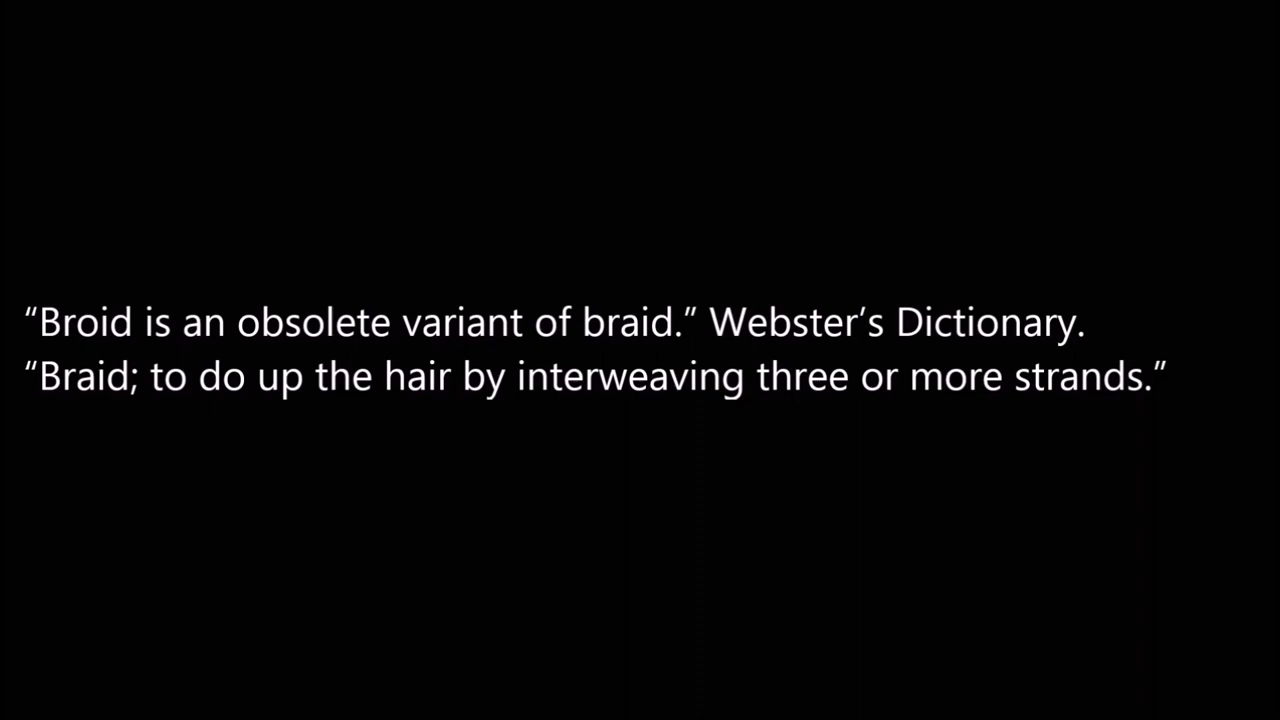 “Broid is an obsolete variant of braid.” Webster’s Dictionary.
“Braid; to do up the hair by interweaving three or more strands.”